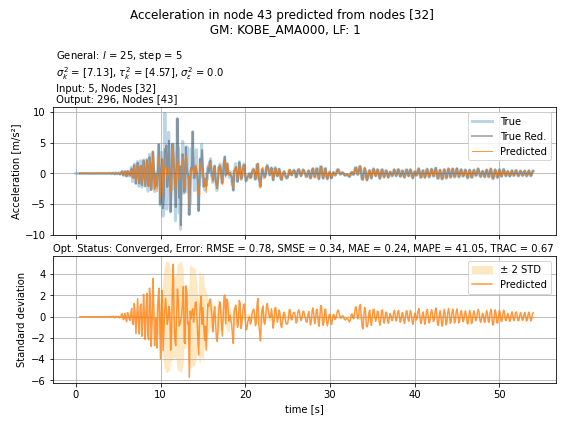 Acceleration in node 43 predicted from nodes [32]
GM: KOBE_AMA000, LF: 1
General: l = 25, step = 5
σ²ₖ = [7.13], τ²ₖ = [4.57], σ²ε = 0.0
Input: 5, Nodes [32]
Output: 296, Nodes [43]
Acceleration [m/s²]
10
5
0
−5
−10
True
True Red.
Predicted
Opt. Status: Converged, Error: RMSE = 0.78, SMSE = 0.34, MAE = 0.24, MAPE = 41.05, TRAC = 0.67
Standard deviation
4
2
0
−2
−4
−6
± 2 STD
Predicted
0 10 20 30 40 50
time [s]